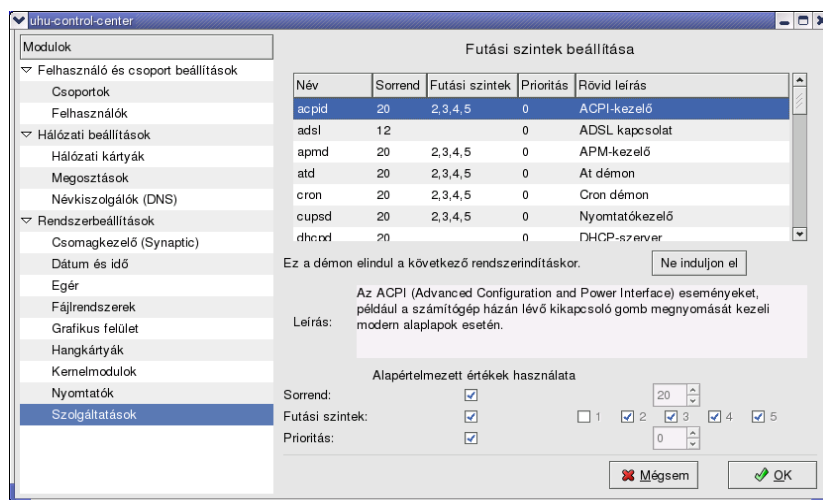 uhu-control-center
Modulok
Felhasználó és csoport beállítások
Csoportok
Felhasználók
Hálózati beállítások
Hálózati kártyák
Megosztások
Névkiszolgálók (DNS)
Rendszerbeállítások
Csomagkezelő (Synaptic)
Dátum és idő
Egér
Fájlrendszerek
Grafikus felület
Hangkártyák
Kernelmodulok
Nyomtatók
Szolgáltatások
Futási szintek beállítása
Név Sorrend Futási szintek Prioritás Rövid leírás
acpid 20 2,3,4,5 0 ACPI-kezelő
adsl 12 0 ADSL kapcsolat
apmd 20 2,3,4,5 0 APM-kezelő
atd 20 2,3,4,5 0 At démon
cron 20 2,3,4,5 0 Cron démon
cupsd 20 2,3,4,5 0 Nyomtatókezelő
dhcpd 20 0 DHCP-szerver
Ez a démon elindul a következő rendszerindításkor. Ne induljon el
Leírás:
Az ACPI (Advanced Configuration and Power Interface) eseményeket,
például a számítógép házán lévő kikapcsoló gomb megnyomását kezeli
modern alaplapok esetén.
Alapértelmezett értékek használata
Sorrend: 20
Futási szintek: 1 2 3 4 5
Prioritás: 0
Mégsem OK